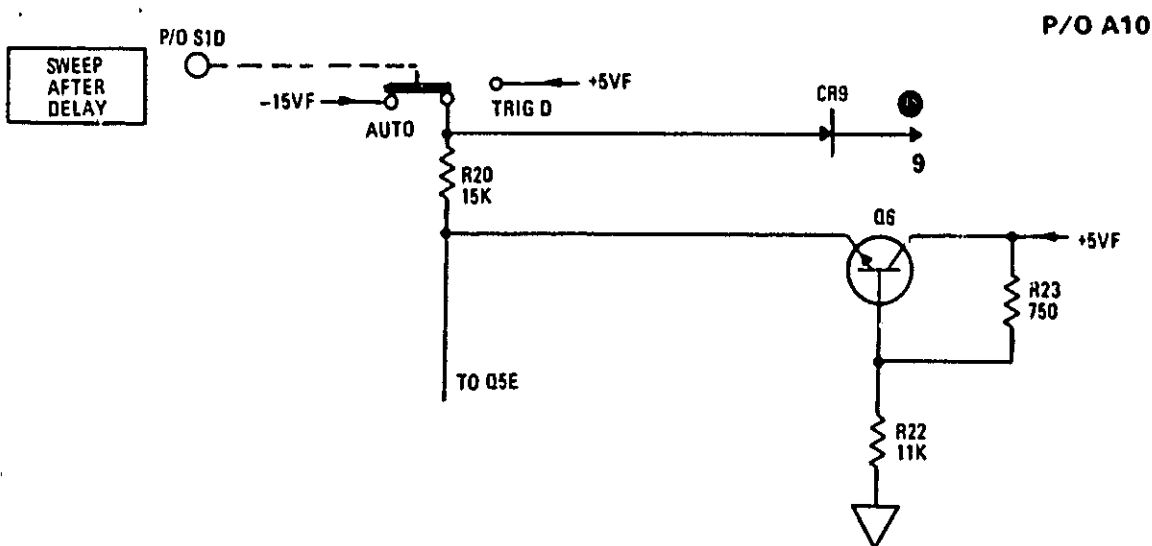 P/O A10
P/O S1D
SWEEP
AFTER
DELAY
-15VF
AUTO
TRIG D
+5VF
CR9
9
R20
15K
Q6
+5VF
R23
750
TO Q5E
R22
11K